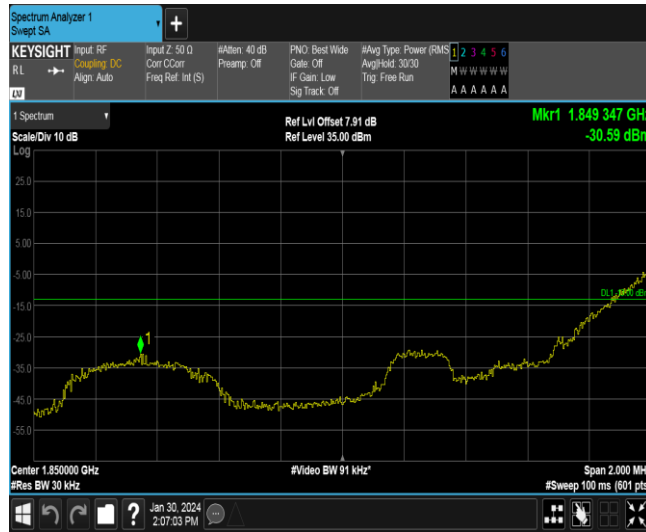 Spectrum Analyzer 1
Swept SA
+
KEYSIGHT Input: RF Input Z: 50 Ω #Atten: 40 dB PNO: Best Wide #Avg Type: Power (RMS 1 2 3 4 5 6
RL Coupling: DC Corr CCorr Preamp: Off Gate: Off Avg|Hold: 30/30 M W W W W W
Align: Auto Freq Ref: Int (S) IF Gain: Low Trig: Free Run
LXI Sig Track: Off A A A A A A
1 Spectrum Ref Lvl Offset 7.91 dB Mkr1 1.849 347 GHz
Scale/Div 10 dB Ref Level 35.00 dBm -30.59 dBm
Log
25.0
15.0
5.00
-5.00
DL1 dBm
-15.0
-25.0
1
-35.0
-45.0
-55.0
Center 1.850000 GHz #Video BW 91 kHz* Span 2.000 MH
#Res BW 30 kHz #Sweep 100 ms (601 pts
? Jan 30, 2024
2:07:03 PM